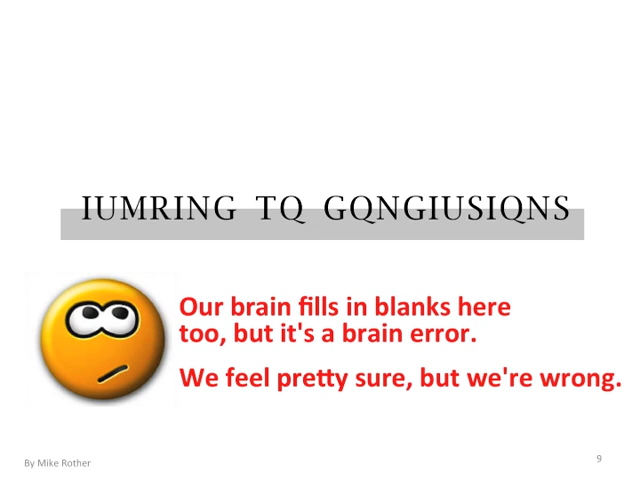 IUMRING TQ GQNGIUSIQNS
Our brain fills in blanks here
too, but it's a brain error.
We feel pretty sure, but we're wrong.
By Mike Rother
9